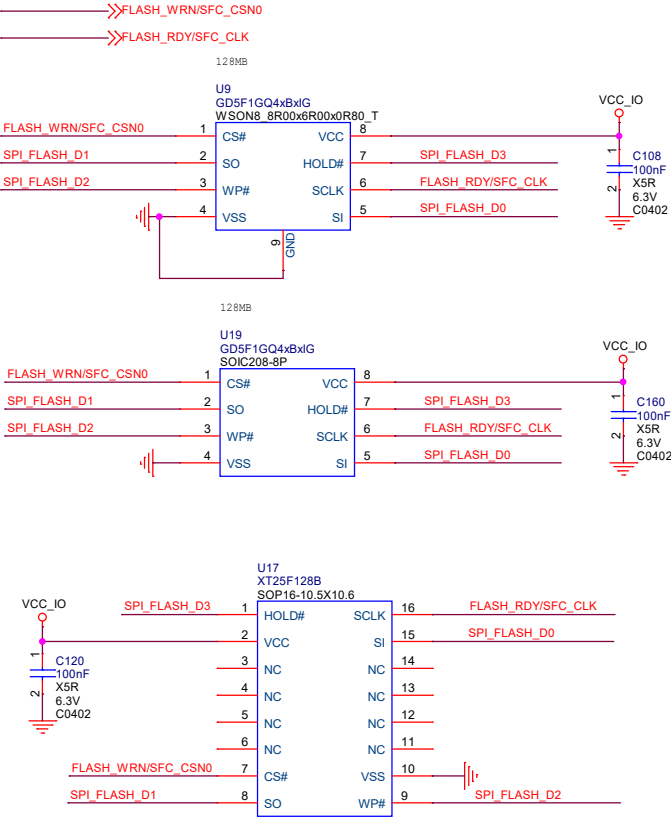 FLASH_WRN/SFC_CSN0
FLASH_RDY/SFC_CLK
128MB
U9
GD5F1GQ4xBxIG
WSON8_8R00x6R00x0R80_T
VCC_IO
FLASH_WRN/SFC_CSN0 1 CS# VCC 8
SPI_FLASH_D1 2 SO HOLD# 7 SPI_FLASH_D3
SPI_FLASH_D2 3 WP# SCLK 6 FLASH_RDY/SFC_CLK
4 VSS SI 5 SPI_FLASH_D0
9 GND
1 C108
100nF
X5R
2 6.3V
C0402
128MB
U19
GD5F1GQ4xBxIG
SOIC208-8P
VCC_IO
FLASH_WRN/SFC_CSN0 1 CS# VCC 8
SPI_FLASH_D1 2 SO HOLD# 7 SPI_FLASH_D3
SPI_FLASH_D2 3 WP# SCLK 6 FLASH_RDY/SFC_CLK
4 VSS SI 5 SPI_FLASH_D0
1 C160
100nF
X5R
2 6.3V
C0402
U17
XT25F128B
SOP16-10.5X10.6
VCC_IO
SPI_FLASH_D3 1 HOLD# SCLK 16 FLASH_RDY/SFC_CLK
2 VCC SI 15 SPI_FLASH_D0
3 NC NC 14
4 NC NC 13
5 NC NC 12
6 NC NC 11
FLASH_WRN/SFC_CSN0 7 CS# VSS 10
SPI_FLASH_D1 8 SO WP# 9 SPI_FLASH_D2
1 C120
100nF
X5R
2 6.3V
C0402